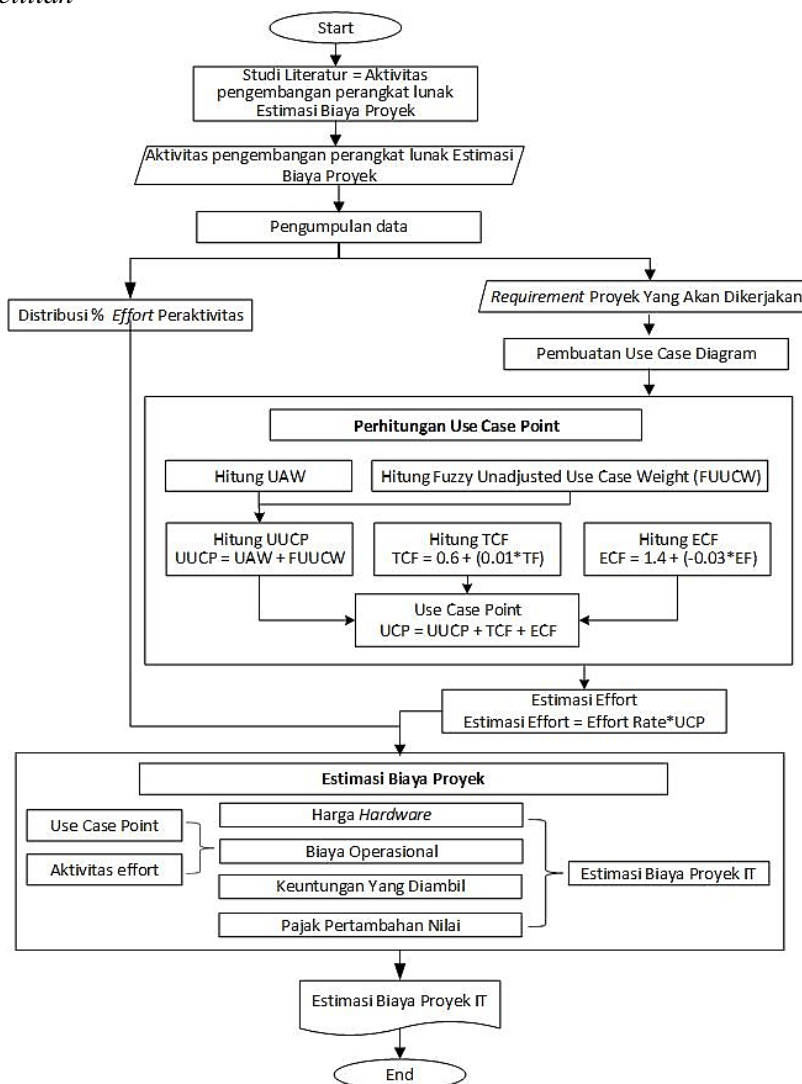 Start
Studi Literatur = Aktivitas
pengembangan perangkat lunak
Estimasi Biaya Proyek
Aktivitas pengembangan perangkat lunak Estimasi
Biaya Proyek
Pengumpulan data
Distribusi % Effort Peraktivitas
Requirement Proyek Yang Akan Dikerjakan
Pembuatan Use Case Diagram
Perhitungan Use Case Point
Hitung UAW
Hitung Fuzzy Unadjusted Use Case Weight (FUUCW)
Hitung UUCP
UUCP = UAW + FUUCW
Hitung TCF
TCF = 0.6 + (0.01*TF)
Hitung ECF
ECF = 1.4 + (-0.03*EF)
Use Case Point
UCP = UUCP + TCF + ECF
Estimasi Effort
Estimasi Effort = Effort Rate*UCP
Estimasi Biaya Proyek
Use Case Point
Aktivitas effort
Harga Hardware
Biaya Operasional
Keuntungan Yang Diambil
Pajak Pertambahan Nilai
Estimasi Biaya Proyek IT
Estimasi Biaya Proyek IT
End